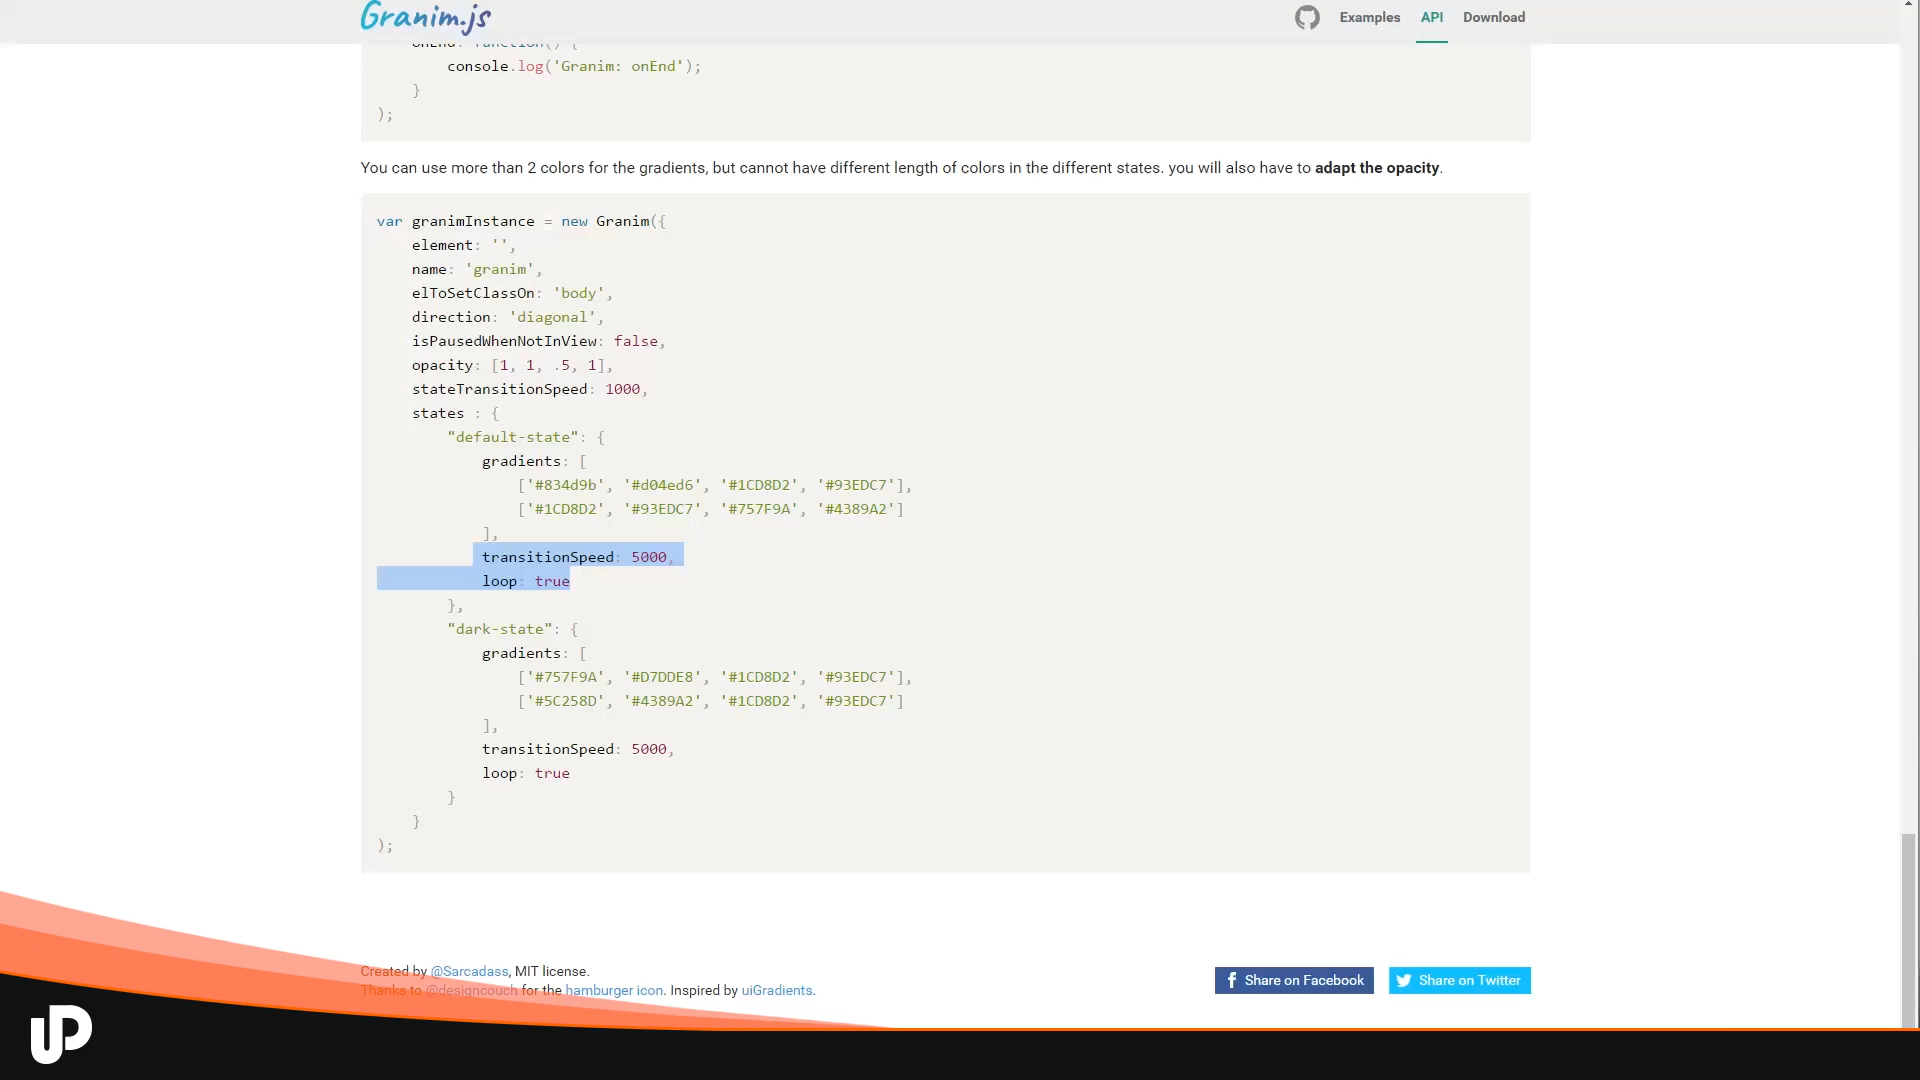 Granim.js
Examples API Download
onEnd: function() {
console.log('Granim: onEnd');
}
);
You can use more than 2 colors for the gradients, but cannot have different length of colors in the different states. you will also have to adapt the opacity.
var granimInstance = new Granim({
element: '',
name: 'granim',
elToSetClassOn: 'body',
direction: 'diagonal',
isPausedWhenNotInView: false,
opacity: [1, 1, .5, 1],
stateTransitionSpeed: 1000,
states : {
"default-state": {
gradients: [
['#834d9b', '#d04ed6', '#1CD8D2', '#93EDC7'],
['#1CD8D2', '#93EDC7', '#757F9A', '#4389A2']
],
transitionSpeed: 5000,
loop: true
},
"dark-state": {
gradients: [
['#757F9A', '#D7DDE8', '#1CD8D2', '#93EDC7'],
['#5C258D', '#4389A2', '#1CD8D2', '#93EDC7']
],
transitionSpeed: 5000,
loop: true
}
}
);
Created by @Sarcadass, MIT license.
Thanks to @designcouch for the hamburger icon. Inspired by uiGradients.
Share on Facebook Share on Twitter
UP